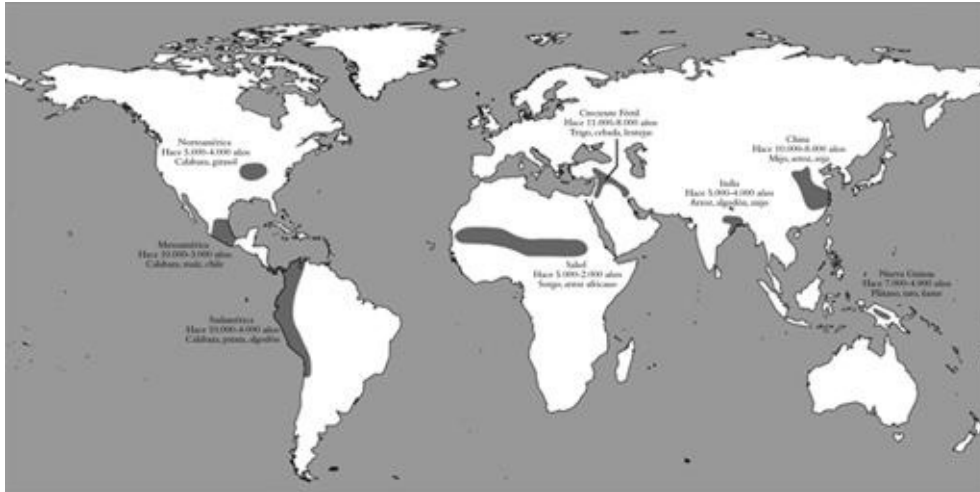 Norteamérica
Hace 5.000-4.000 años
Calabaza, girasol
Mesoamérica
Hace 10.000-3.000 años
Calabaza, maíz, chile
Sudamérica
Hace 10.000-4.000 años
Calabaza, patata, algodón
Creciente Fértil
Hace 11.000-8.000 años
Trigo, cebada, lentejas
Sahel
Hace 5.000-2.000 años
Sorgo, arroz africano
India
Hace 5.000-4.000 años
Arroz, algodón, mijo
China
Hace 10.000-8.000 años
Mijo, arroz, soja
Nueva Guinea
Hace 7.000-4.000 años
Plátano, taro, ñame